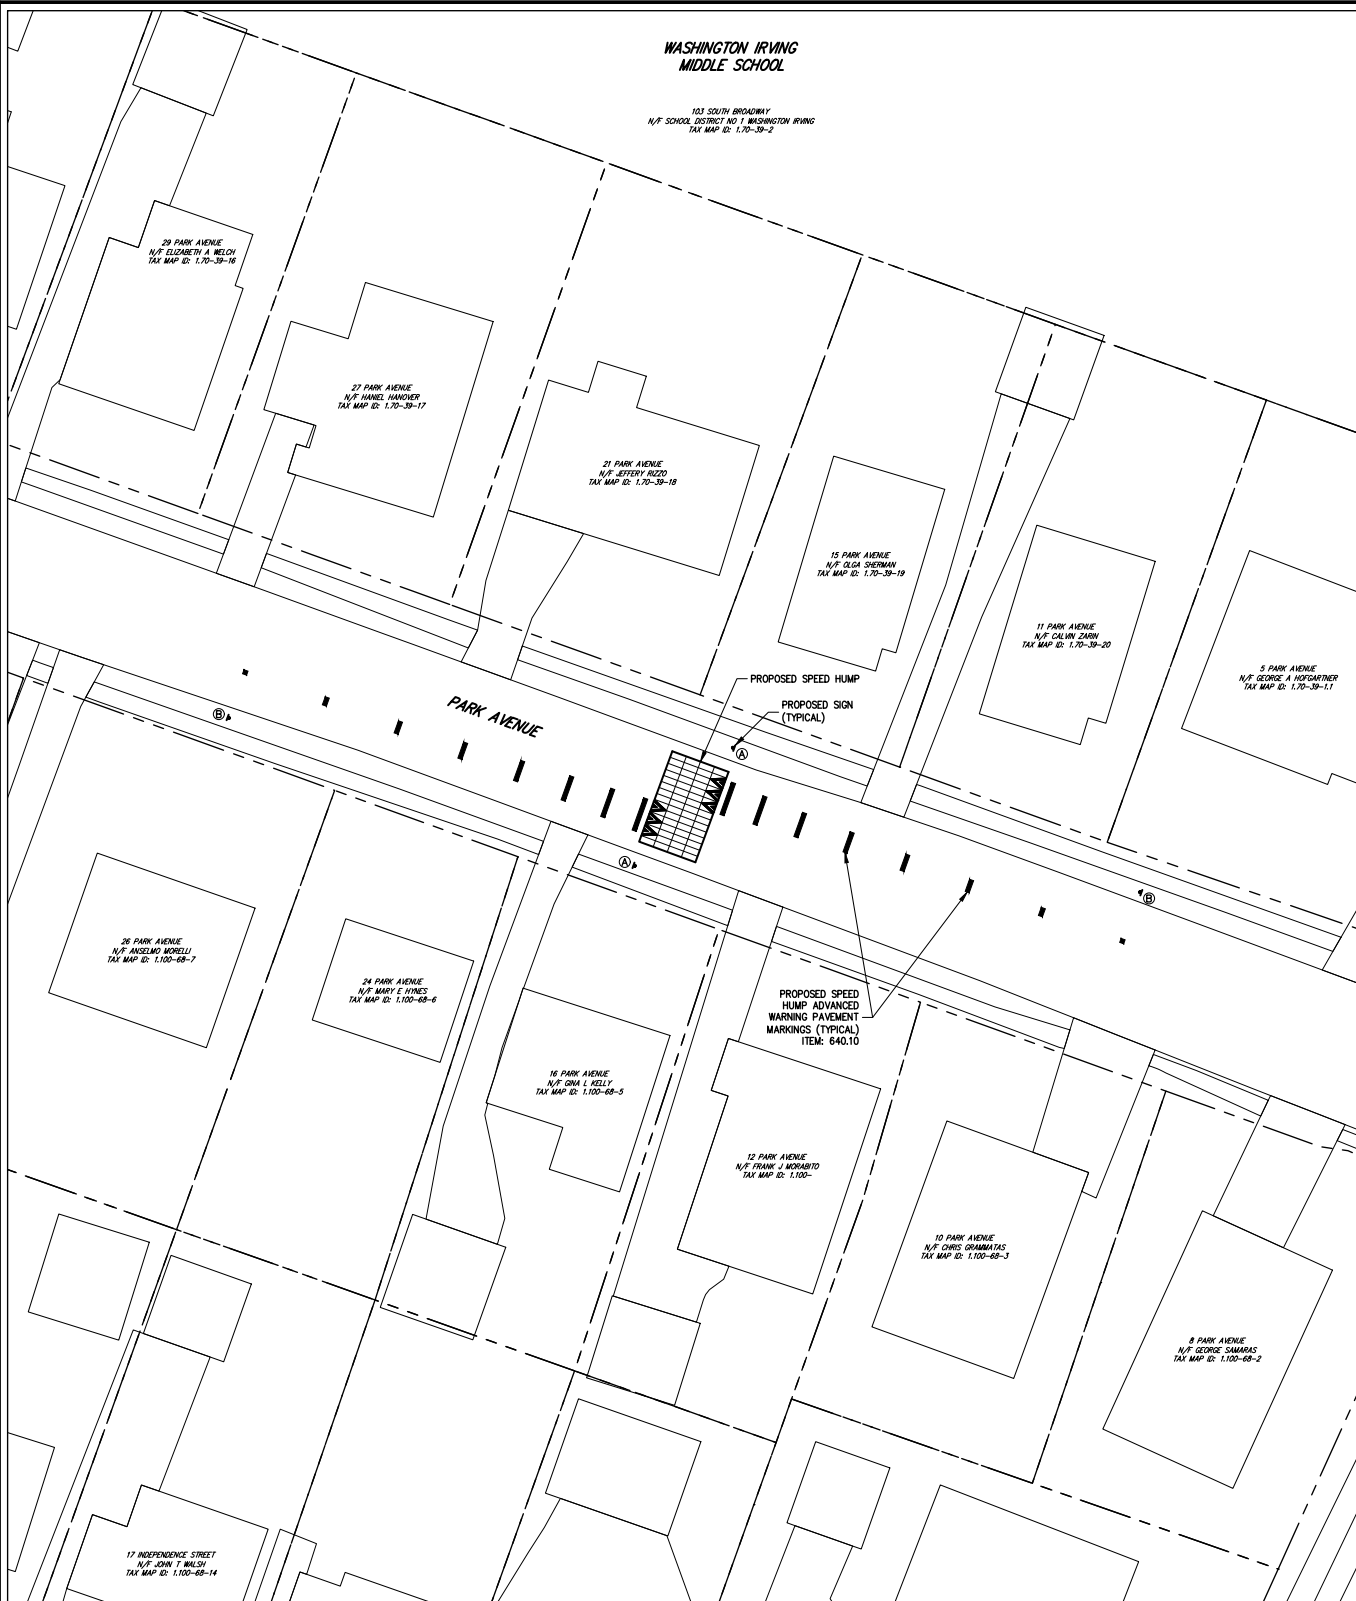 WASHINGTON IRVING
MIDDLE SCHOOL
103 SOUTH BROADWAY
N/F SCHOOL DISTRICT NO 1 WASHINGTON IRVING
TAX MAP ID: 1.70-39-2
29 PARK AVENUE
N/F ELIZABETH A WELCH
TAX MAP ID: 1.70-39-16
27 PARK AVENUE
N/F HANIEL HANOVER
TAX MAP ID: 1.70-39-17
21 PARK AVENUE
N/F JEFFERY RIZZO
TAX MAP ID: 1.70-39-18
15 PARK AVENUE
N/F OLGA SHERMAN
TAX MAP ID: 1.70-39-19
11 PARK AVENUE
N/F CALVIN ZARIN
TAX MAP ID: 1.70-39-20
5 PARK AVENUE
N/F GEORGE A HOFGARTNER
TAX MAP ID: 1.70-39-1.1
PROPOSED SPEED HUMP
PROPOSED SIGN
(TYPICAL)
PARK AVENUE
B
A
A
B
PROPOSED SPEED
HUMP ADVANCED
WARNING PAVEMENT
MARKINGS (TYPICAL)
ITEM: 640.10
26 PARK AVENUE
N/F ANSELMO MORELLI
TAX MAP ID: 1.100-68-7
24 PARK AVENUE
N/F MARY E HYNES
TAX MAP ID: 1.100-68-6
16 PARK AVENUE
N/F GINA L KELLY
TAX MAP ID: 1.100-68-5
12 PARK AVENUE
N/F FRANK J MORABITO
TAX MAP ID: 1.100-
10 PARK AVENUE
N/F CHRIS GRAMMATAS
TAX MAP ID: 1.100-68-3
8 PARK AVENUE
N/F GEORGE SAMARAS
TAX MAP ID: 1.100-68-2
17 INDEPENDENCE STREET
N/F JOHN T WALSH
TAX MAP ID: 1.100-68-14